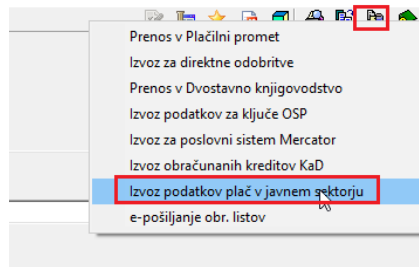 Prenos v Plačilni promet
Izvoz za direktne odobritve
Prenos v Dvostavno knjigovodstvo
Izvoz podatkov za ključe OSP
Izvoz za poslovni sistem Mercator
Izvoz obračunanih kreditov KaD
Izvoz podatkov plač v javnem sektorju
e-pošiljanje obr. listov